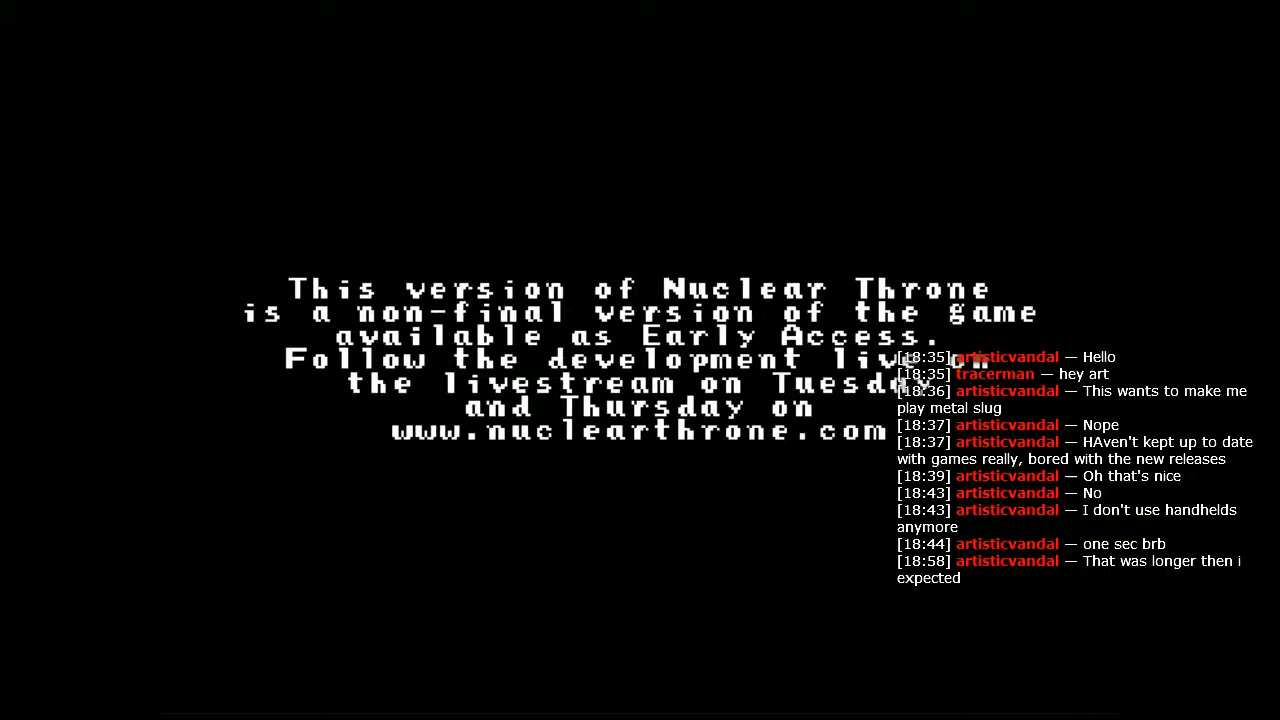 This version of Nuclear Throne
is a non-final version of the game
available as Early Access.
Follow the development live on
the livestream on Tuesday
and Thursday on
www.nuclearthrone.com
[18:35] artisticvandal — Hello
[18:35] tracerman — hey art
[18:36] artisticvandal — This wants to make me
play metal slug
[18:37] artisticvandal — Nope
[18:37] artisticvandal — HAven't kept up to date
with games really, bored with the new releases
[18:39] artisticvandal — Oh that's nice
[18:43] artisticvandal — No
[18:43] artisticvandal — I don't use handhelds
anymore
[18:44] artisticvandal — one sec brb
[18:58] artisticvandal — That was longer then i
expected